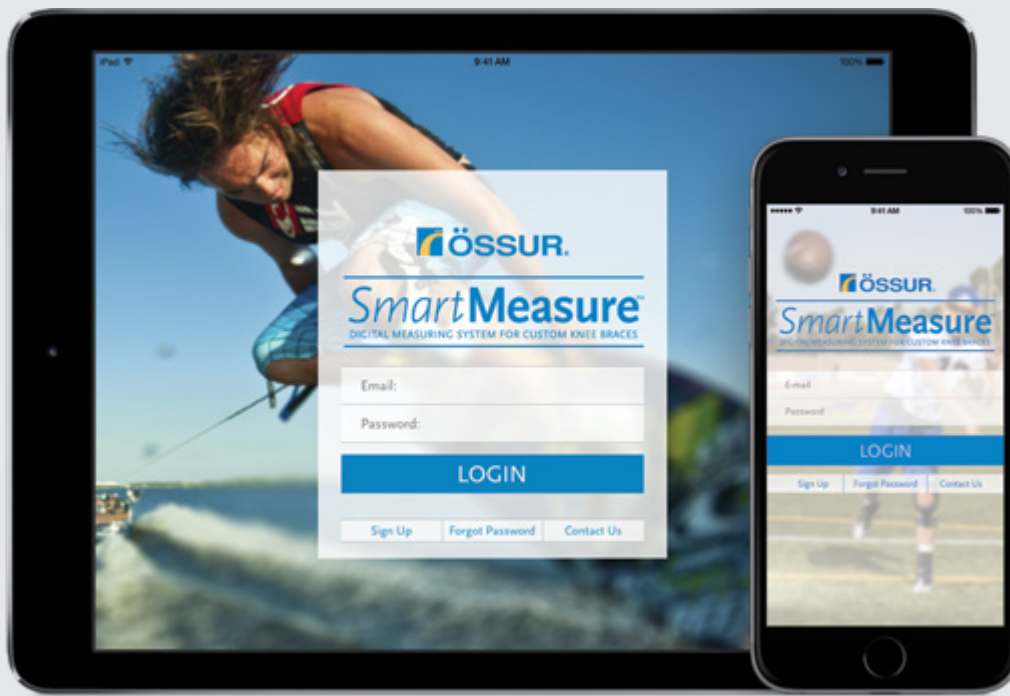 iPad
9:41 AM
100%
ÖSSUR®
SmartMeasure™
DIGITAL MEASURING SYSTEM FOR CUSTOM KNEE BRACES
Email:
Password:
LOGIN
Sign Up
Forgot Password
Contact Us
9:41 AM
100%
ÖSSUR.
SmartMeasure
DIGITAL MEASURING SYSTEM FOR CUSTOM KNEE BRACES
E-mail
Password
LOGIN
Sign Up
Forgot Password
Contact Us